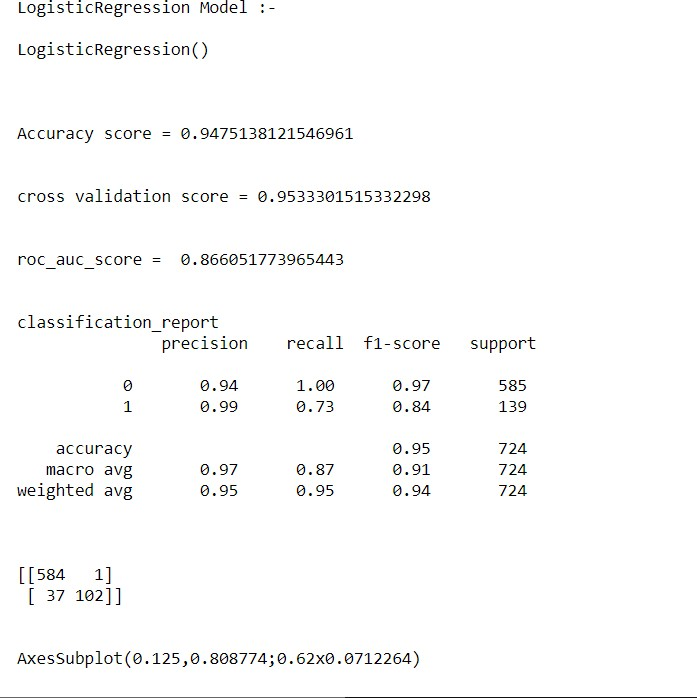 LogisticRegression Model :-
LogisticRegression()
Accuracy score = 0.9475138121546961
cross validation score = 0.9533301515332298
roc_auc_score =  0.866051773965443
classification_report
precision    recall  f1-score   support
0       0.94      1.00      0.97       585
1       0.99      0.73      0.84       139
accuracy                           0.95       724
macro avg       0.97      0.87      0.91       724
weighted avg       0.95      0.95      0.94       724
[[584   1]
[ 37 102]]
AxesSubplot(0.125,0.808774;0.62x0.0712264)